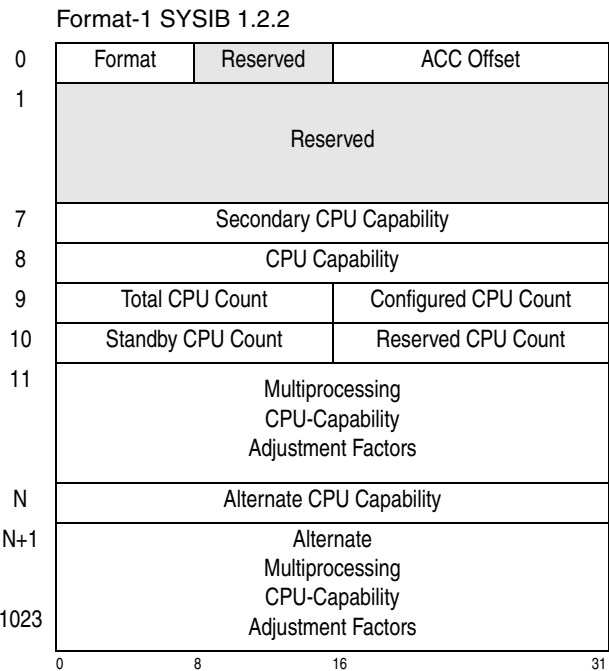 Format-1 SYSIB 1.2.2
0 Format Reserved ACC Offset
1
Reserved
7 Secondary CPU Capability
8 CPU Capability
9 Total CPU Count Configured CPU Count
10 Standby CPU Count Reserved CPU Count
11
Multiprocessing
CPU-Capability
Adjustment Factors
N Alternate CPU Capability
N+1 Alternate
Multiprocessing
CPU-Capability
1023 Adjustment Factors
0 8 16 31